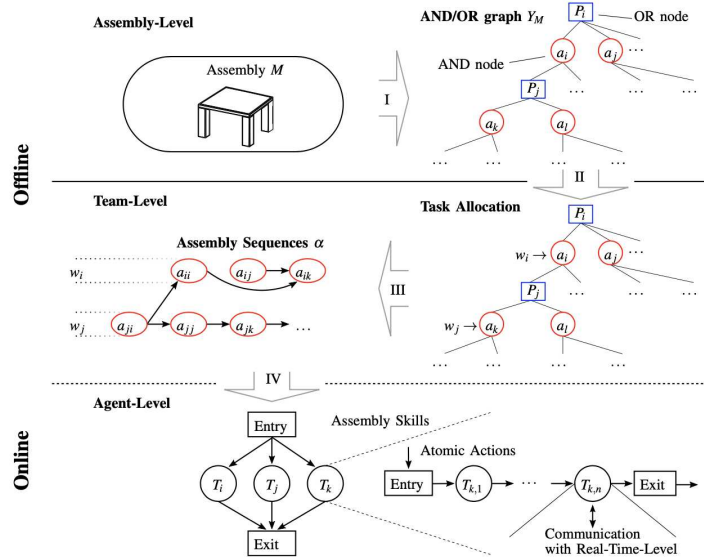 Offline
Online
Assembly-Level
Assembly M
I
AND/OR graph Y_M
P_i
OR node
a_i
a_j
...
AND node
P_j
...
...
...
a_k
a_l
...
...
...
II
Team-Level
Task Allocation
Assembly Sequences α
w_i
a_ii
a_ij
a_ik
w_j
a_ji
a_jj
a_jk
...
III
P_i
w_i →
a_i
a_j
...
P_j
...
...
...
w_j →
a_k
a_l
...
...
...
IV
Agent-Level
Entry
T_i
T_j
T_k
Exit
Assembly Skills
Atomic Actions
Entry
T_k,1
...
T_k,n
Exit
Communication
with Real-Time-Level